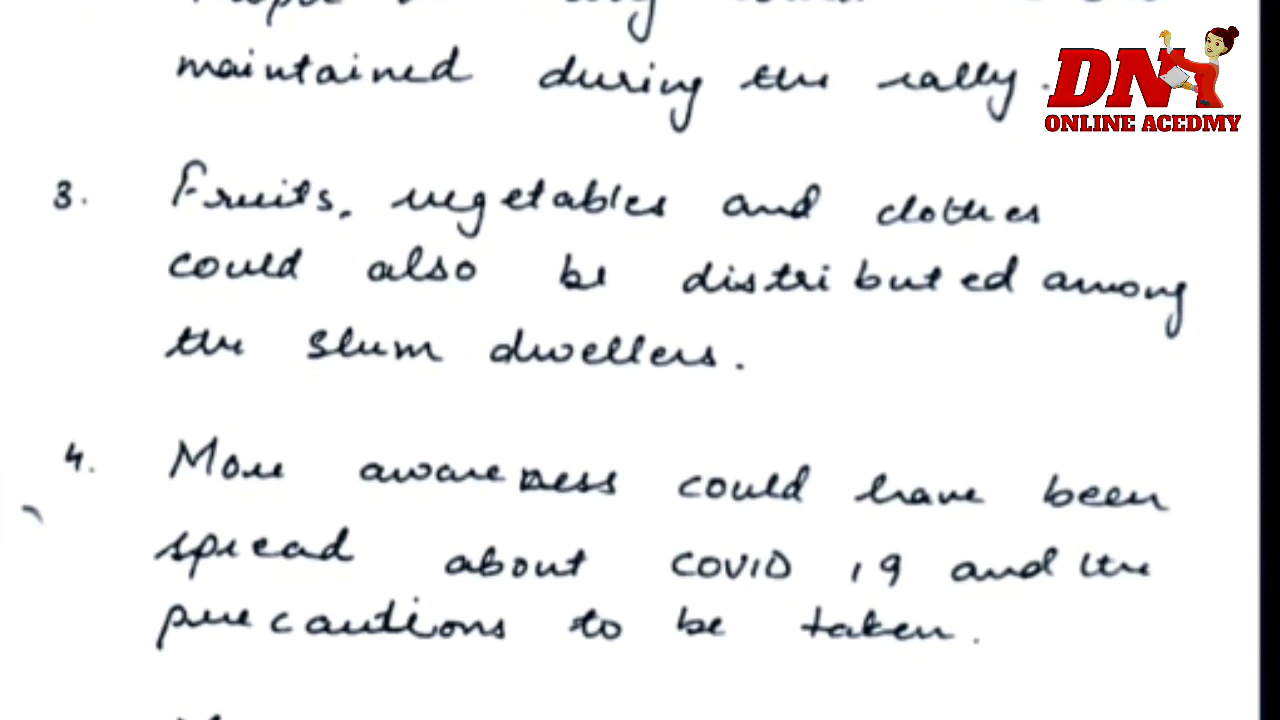 maintained during the rally.
DN
ONLINE ACEDMY
3. Fruits, vegetables and clothes
could also be distributed among
the slum dwellers.
4. More awareness could have been
spread about COVID 19 and the
precautions to be taken.